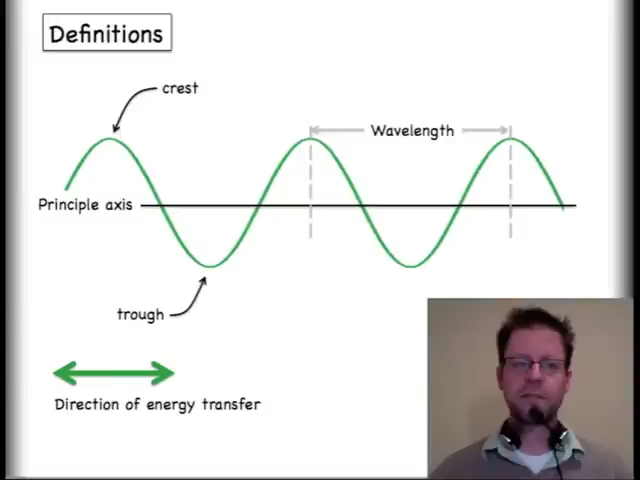 Definitions
crest
Wavelength
Principle axis
trough
Direction of energy transfer